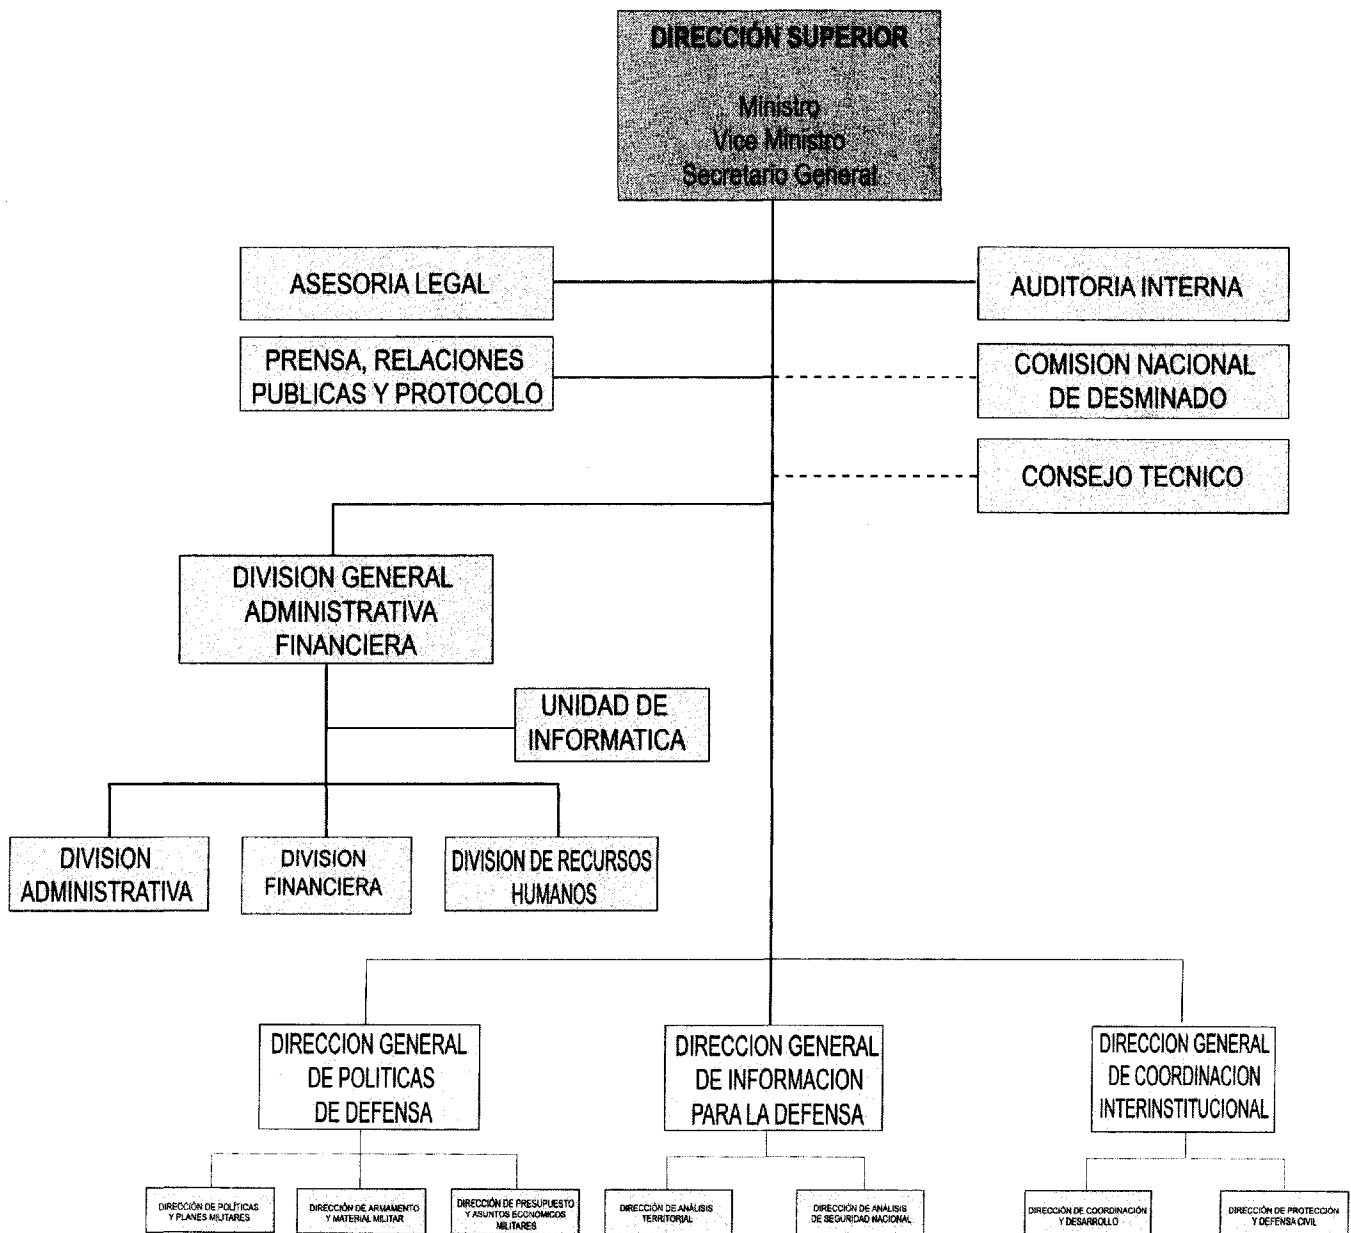 DIRECCIÓN SUPERIOR
Ministro
Vice Ministro
Secretario General
ASESORIA LEGAL
AUDITORIA INTERNA
PRENSA, RELACIONES
PUBLICAS Y PROTOCOLO
COMISION NACIONAL
DE DESMINADO
CONSEJO TECNICO
DIVISION GENERAL
ADMINISTRATIVA
FINANCIERA
UNIDAD DE
INFORMATICA
DIVISION
ADMINISTRATIVA
DIVISION
FINANCIERA
DIVISION DE RECURSOS
HUMANOS
DIRECCION GENERAL
DE POLITICAS
DE DEFENSA
DIRECCION GENERAL
DE INFORMACION
PARA LA DEFENSA
DIRECCION GENERAL
DE COORDINACION
INTERINSTITUCIONAL
DIRECCIÓN DE POLÍTICAS
Y PLANES MILITARES
DIRECCIÓN DE ARMAMENTO
Y MATERIAL MILITAR
DIRECCIÓN DE PRESUPUESTO
Y ASUNTOS ECONOMICOS
MILITARES
DIRECCIÓN DE ANÁLISIS
TERRITORIAL
DIRECCIÓN DE ANÁLISIS
DE SEGURIDAD NACIONAL
DIRECCIÓN DE COORDINACIÓN
Y DESARROLLO
DIRECCIÓN DE PROTECCIÓN
Y DEFENSA CIVIL